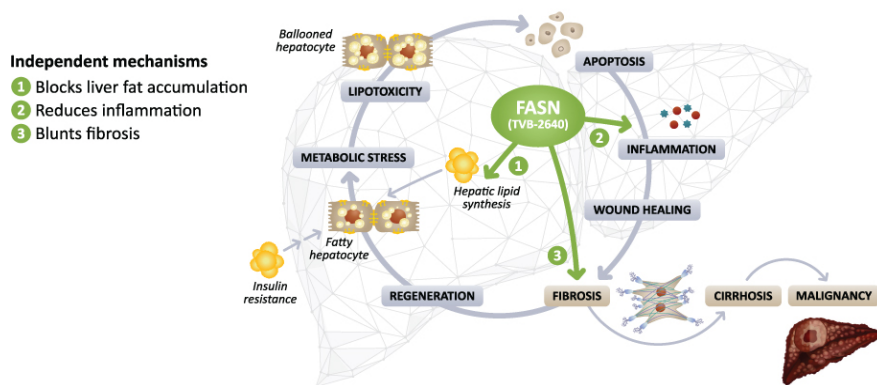 Independent mechanisms
1 Blocks liver fat accumulation
2 Reduces inflammation
3 Blunts fibrosis
Ballooned
hepatocyte
APOPTOSIS
LIPOTOXICITY
FASN
(TVB-2640)
2
INFLAMMATION
METABOLIC STRESS
1
Hepatic lipid
synthesis
WOUND HEALING
Fatty
hepatocyte
3
Insulin
resistance
REGENERATION
FIBROSIS
CIRRHOSIS
MALIGNANCY